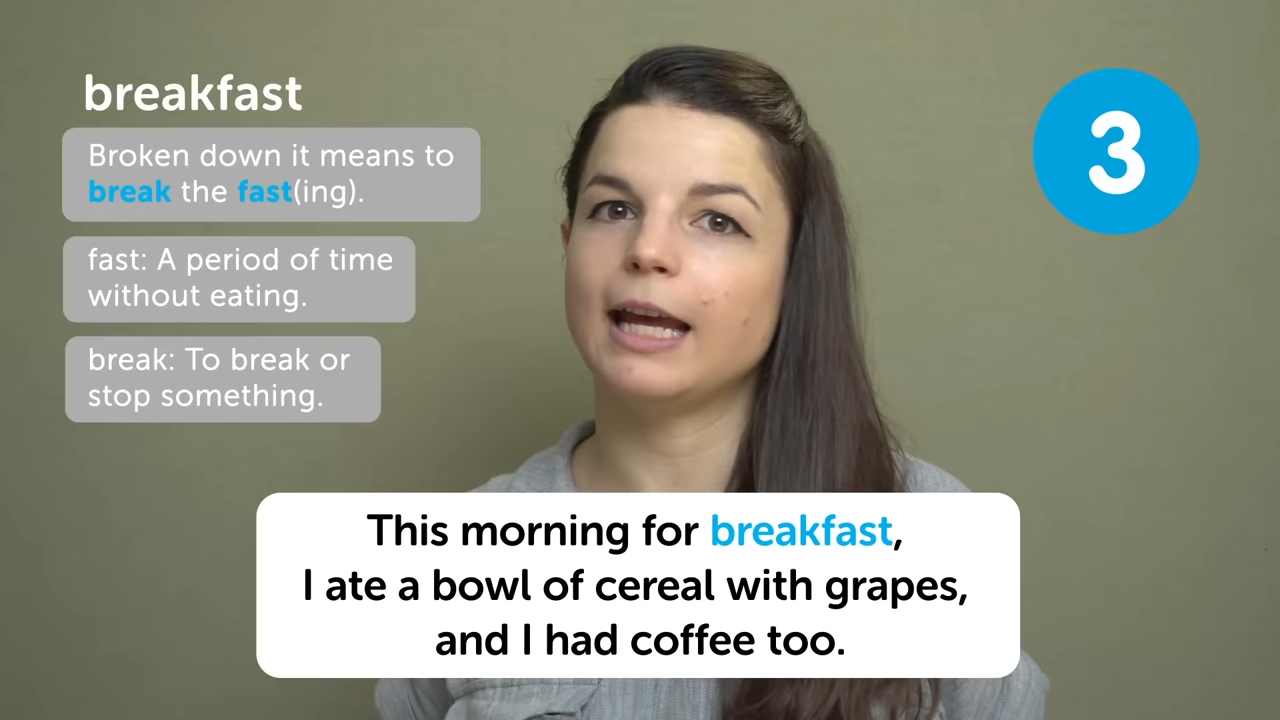 breakfast
Broken down it means to
break the fast(ing).
fast: A period of time
without eating.
break: To break or
stop something.
3
This morning for breakfast,
I ate a bowl of cereal with grapes,
and I had coffee too.